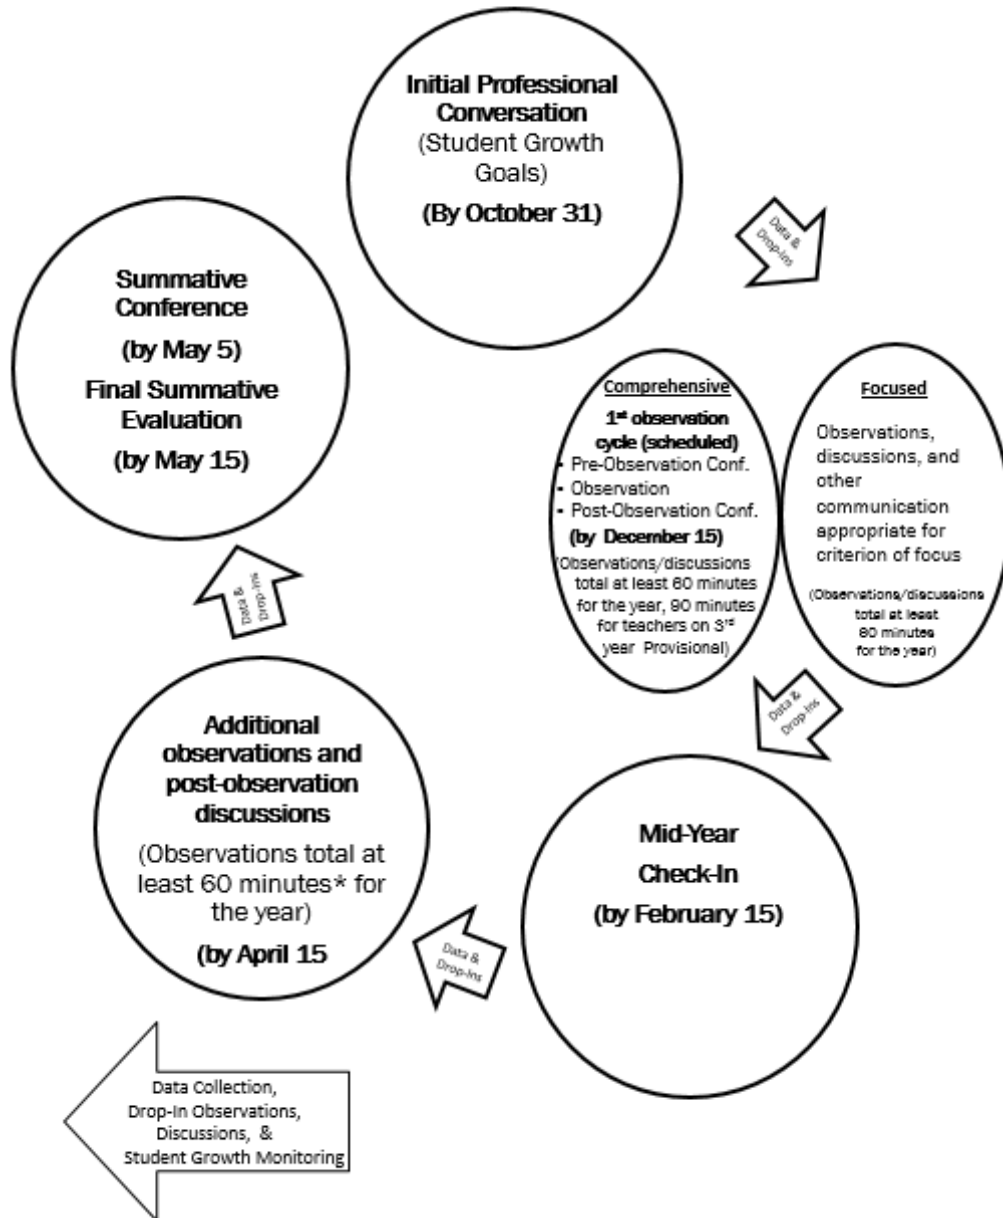 Initial Professional
Conversation
(Student Growth
Goals)
(By October 31)
Data &
Drop-Ins
Comprehensive
1st observation
cycle (scheduled)
▪ Pre-Observation Conf.
▪ Observation
▪ Post-Observation Conf.
(by December 15)
(Observations/discussions
total at least 60 minutes
for the year, 90 minutes
for teachers on 3rd
year Provisional)
Focused
Observations,
discussions, and
other
communication
appropriate for
criterion of focus
(Observations/discussions
total at least
60 minutes
for the year)
Data &
Drop-Ins
Mid-Year
Check-In
(by February 15)
Data &
Drop-Ins
Additional
observations and
post-observation
discussions
(Observations total at
least 60 minutes* for
the year)
(by April 15
Data &
Drop-Ins
Summative
Conference
(by May 5)
Final Summative
Evaluation
(by May 15)
Data Collection,
Drop-In Observations,
Discussions, &
Student Growth Monitoring